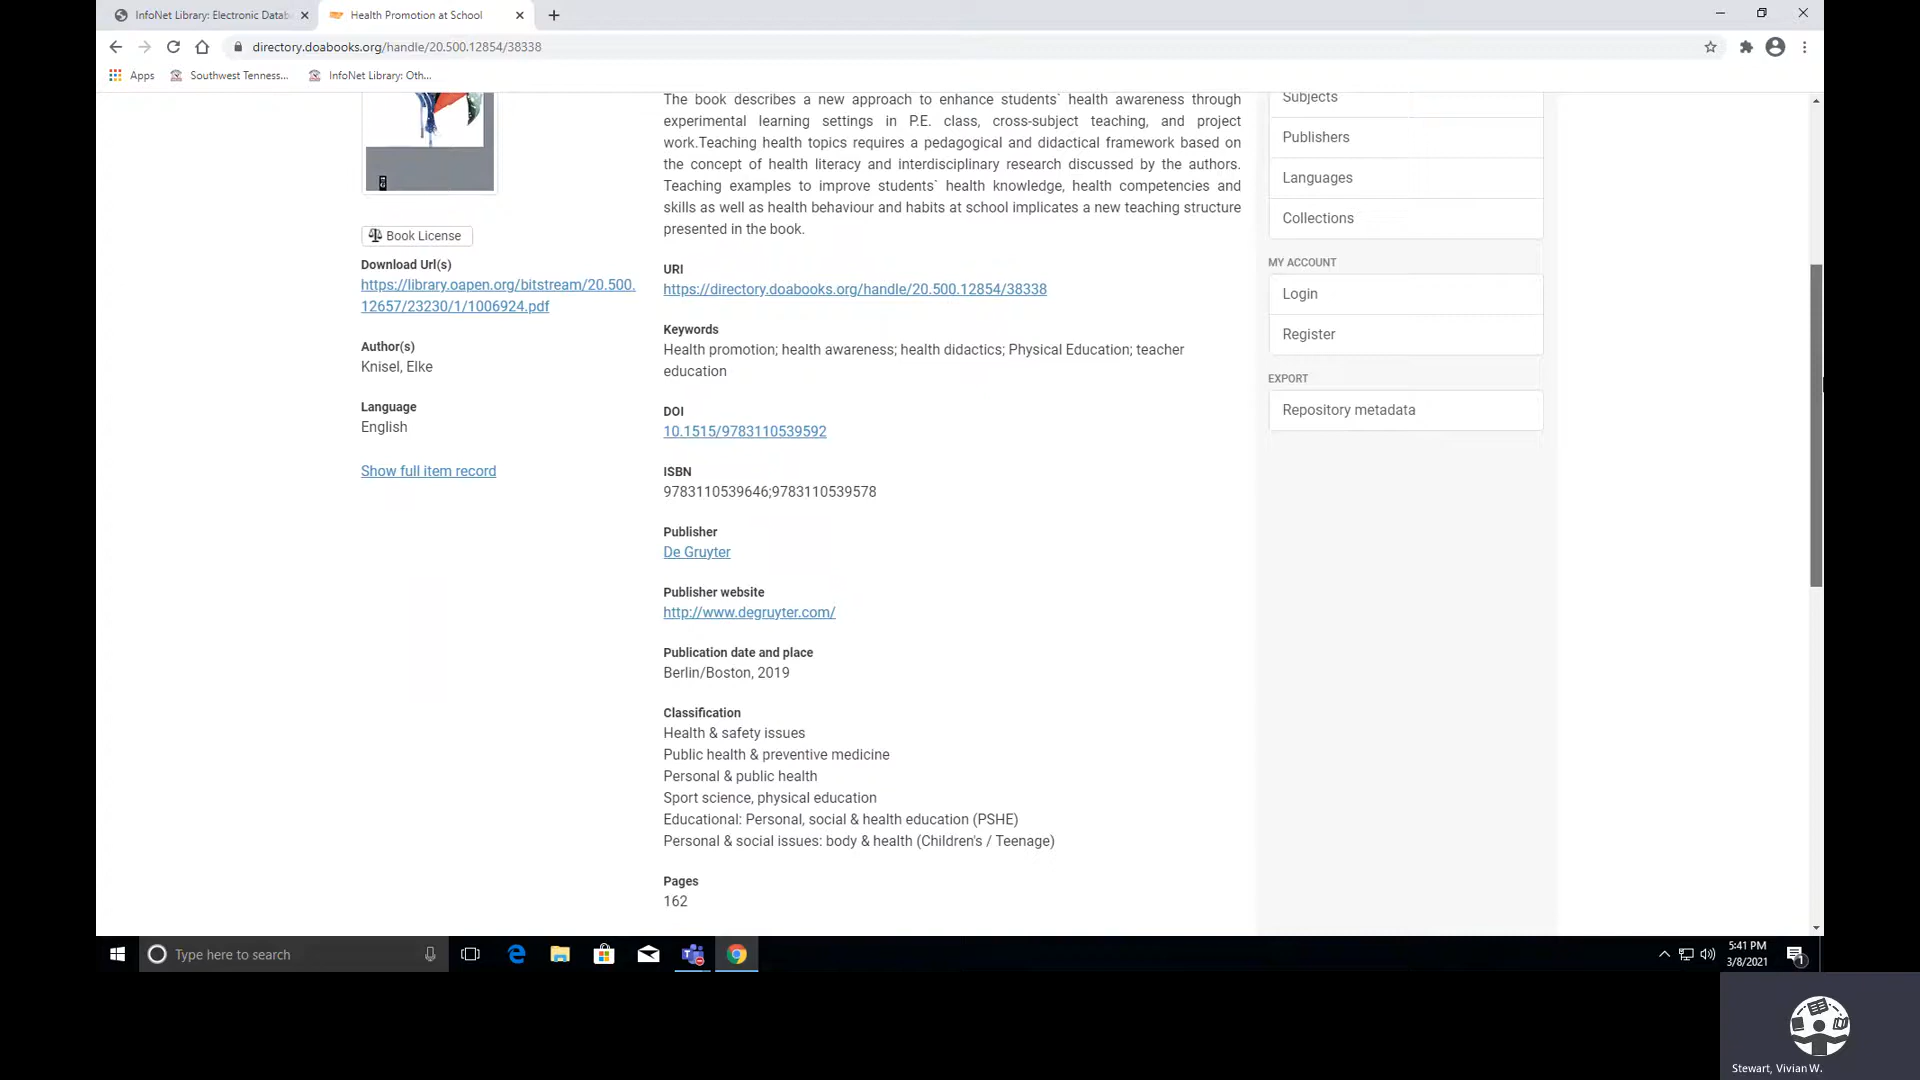 InfoNet Library: Electronic Datab
Health Promotion at School
directory.doabooks.org/handle/20.500.12854/38338
Apps
Southwest Tenness...
InfoNet Library: Oth...
Book License
Download Url(s)
https://library.oapen.org/bitstream/20.500.
12657/23230/1/1006924.pdf
Author(s)
Knisel, Elke
Language
English
Show full item record
The book describes a new approach to enhance students` health awareness through
experimental learning settings in P.E. class, cross-subject teaching, and project
work.Teaching health topics requires a pedagogical and didactical framework based on
the concept of health literacy and interdisciplinary research discussed by the authors.
Teaching examples to improve students` health knowledge, health competencies and
skills as well as health behaviour and habits at school implicates a new teaching structure
presented in the book.
URI
https://directory.doabooks.org/handle/20.500.12854/38338
Keywords
Health promotion; health awareness; health didactics; Physical Education; teacher
education
DOI
10.1515/9783110539592
ISBN
9783110539646;9783110539578
Publisher
De Gruyter
Publisher website
http://www.degruyter.com/
Publication date and place
Berlin/Boston, 2019
Classification
Health & safety issues
Public health & preventive medicine
Personal & public health
Sport science, physical education
Educational: Personal, social & health education (PSHE)
Personal & social issues: body & health (Children's / Teenage)
Pages
162
Subjects
Publishers
Languages
Collections
MY ACCOUNT
Login
Register
EXPORT
Repository metadata
Type here to search
5:41 PM
3/8/2021
1
Stewart, Vivian W.